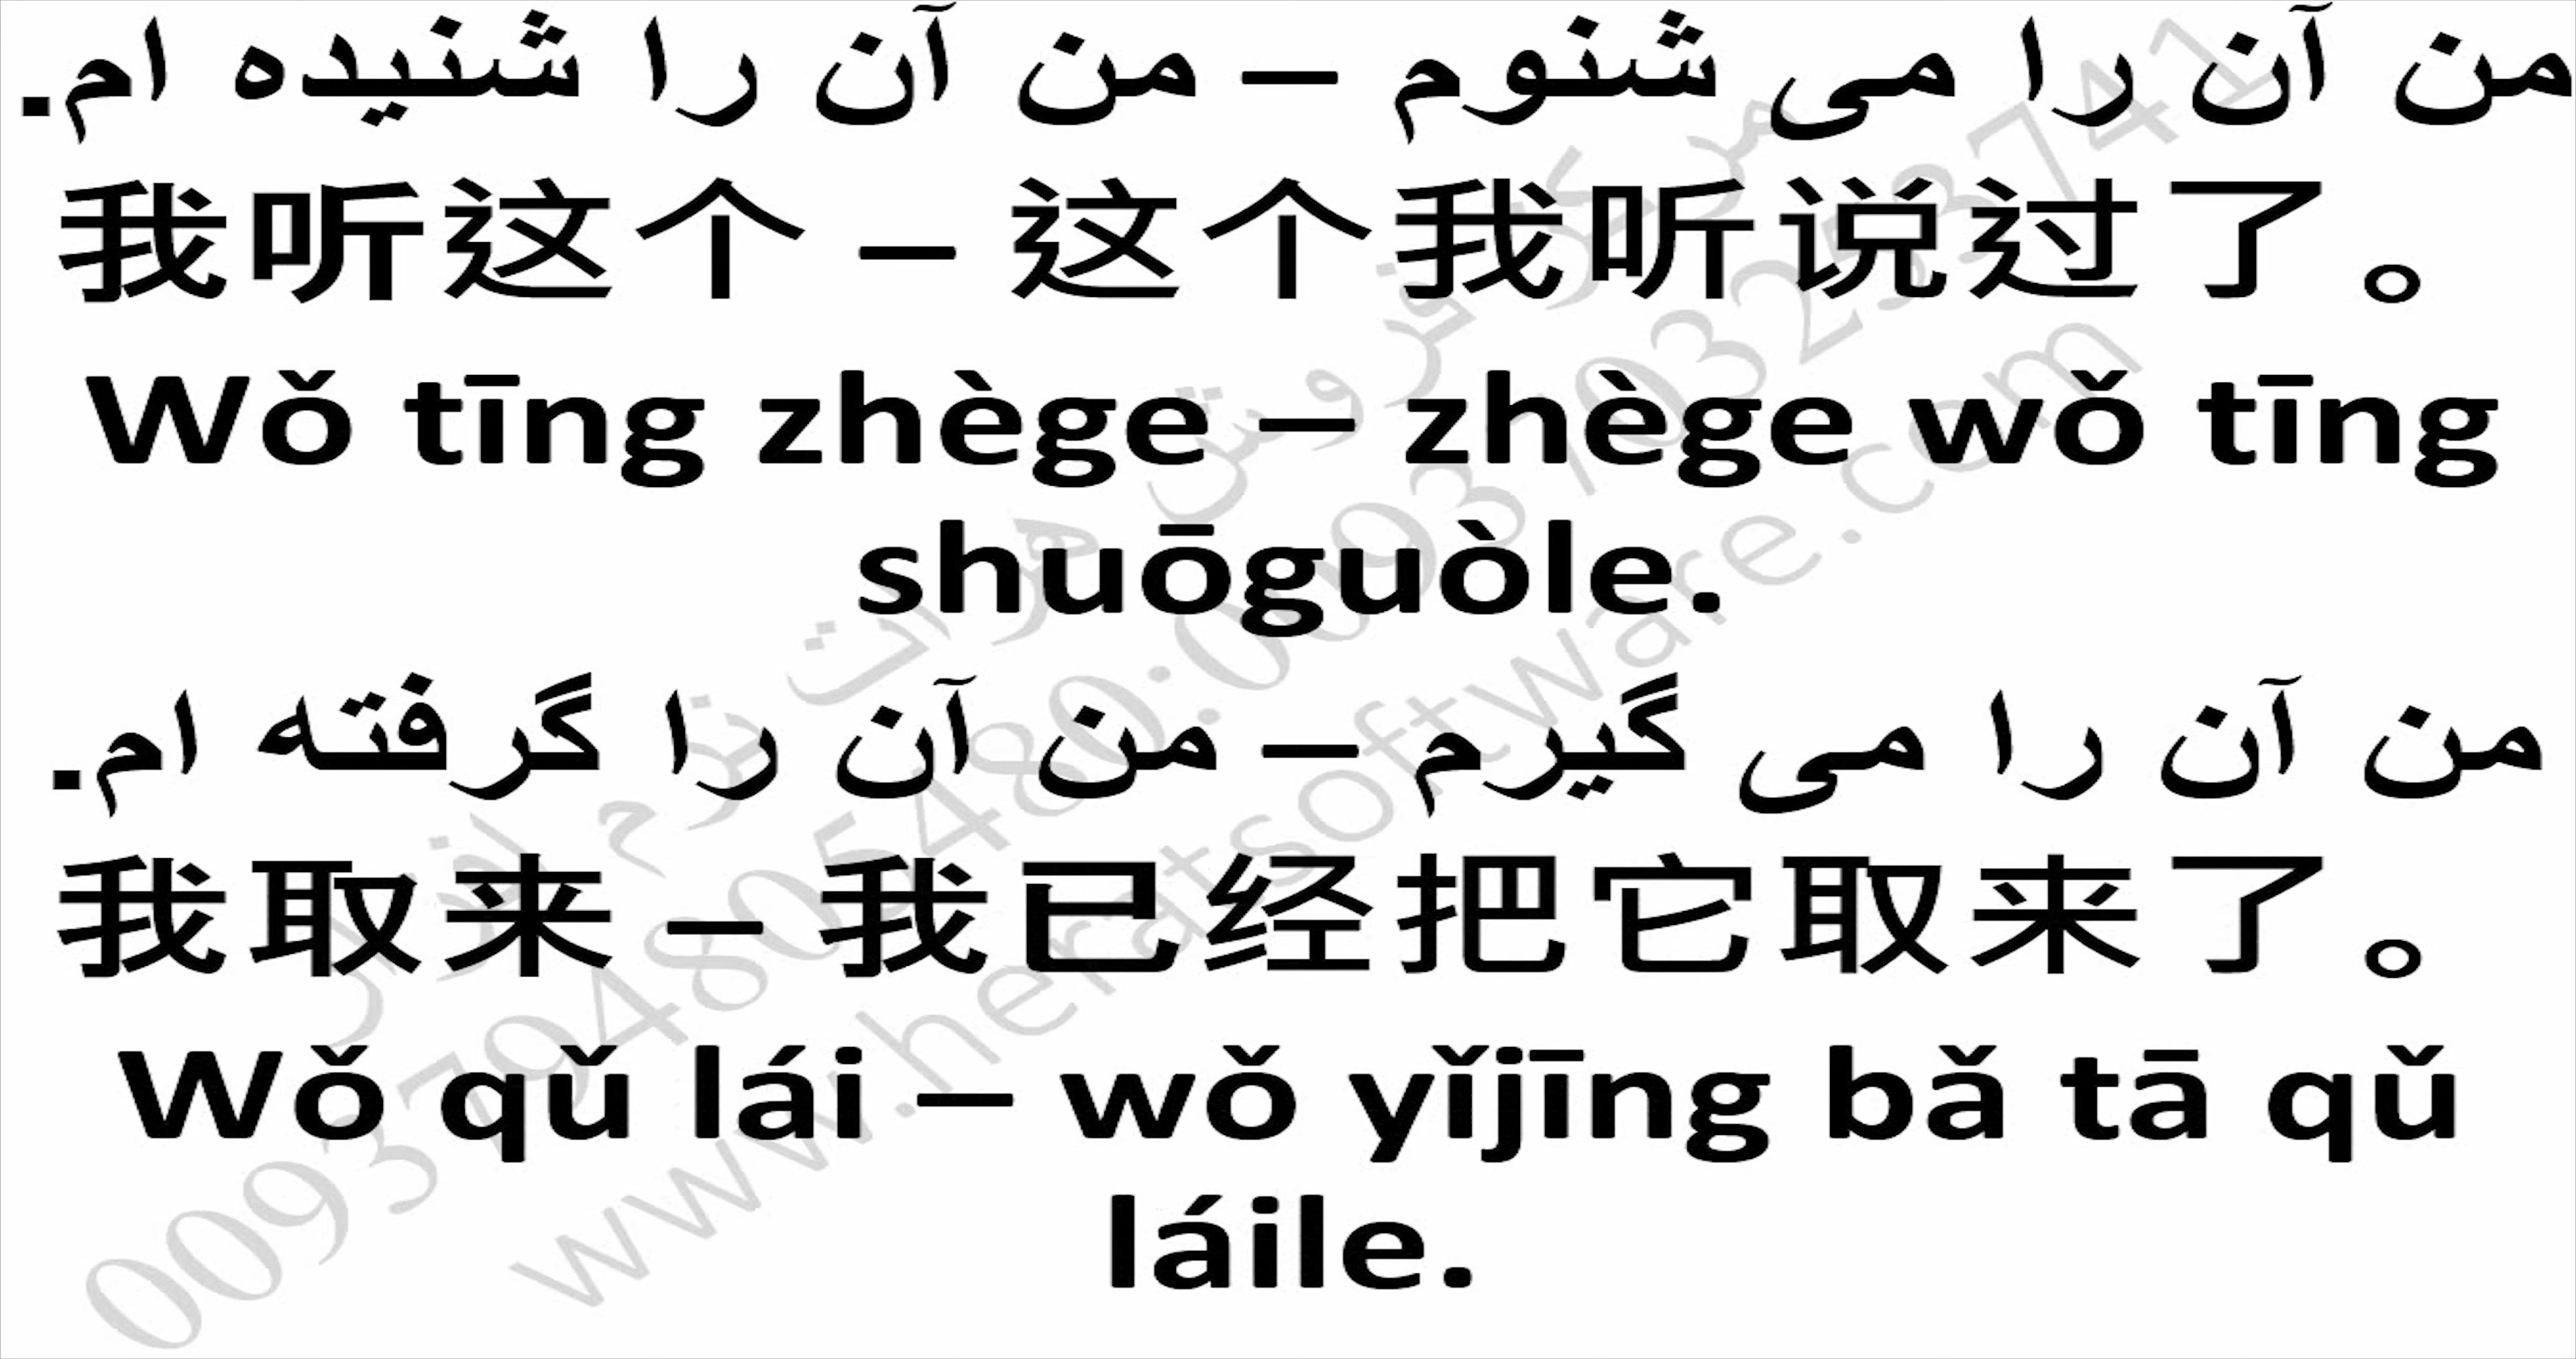 من آن را می شنوم – من آن را شنیده ام.
我听这个 – 这个我听说过了。
Wǒ tīng zhège – zhège wǒ tīng
shuōguòle.
من آن را می گیرم – من آن را گرفته ام.
我取来 – 我已经把它取来了。
Wǒ qǔ lái – wǒ yǐjīng bǎ tā qǔ
láile.
www.heratsoftware.com